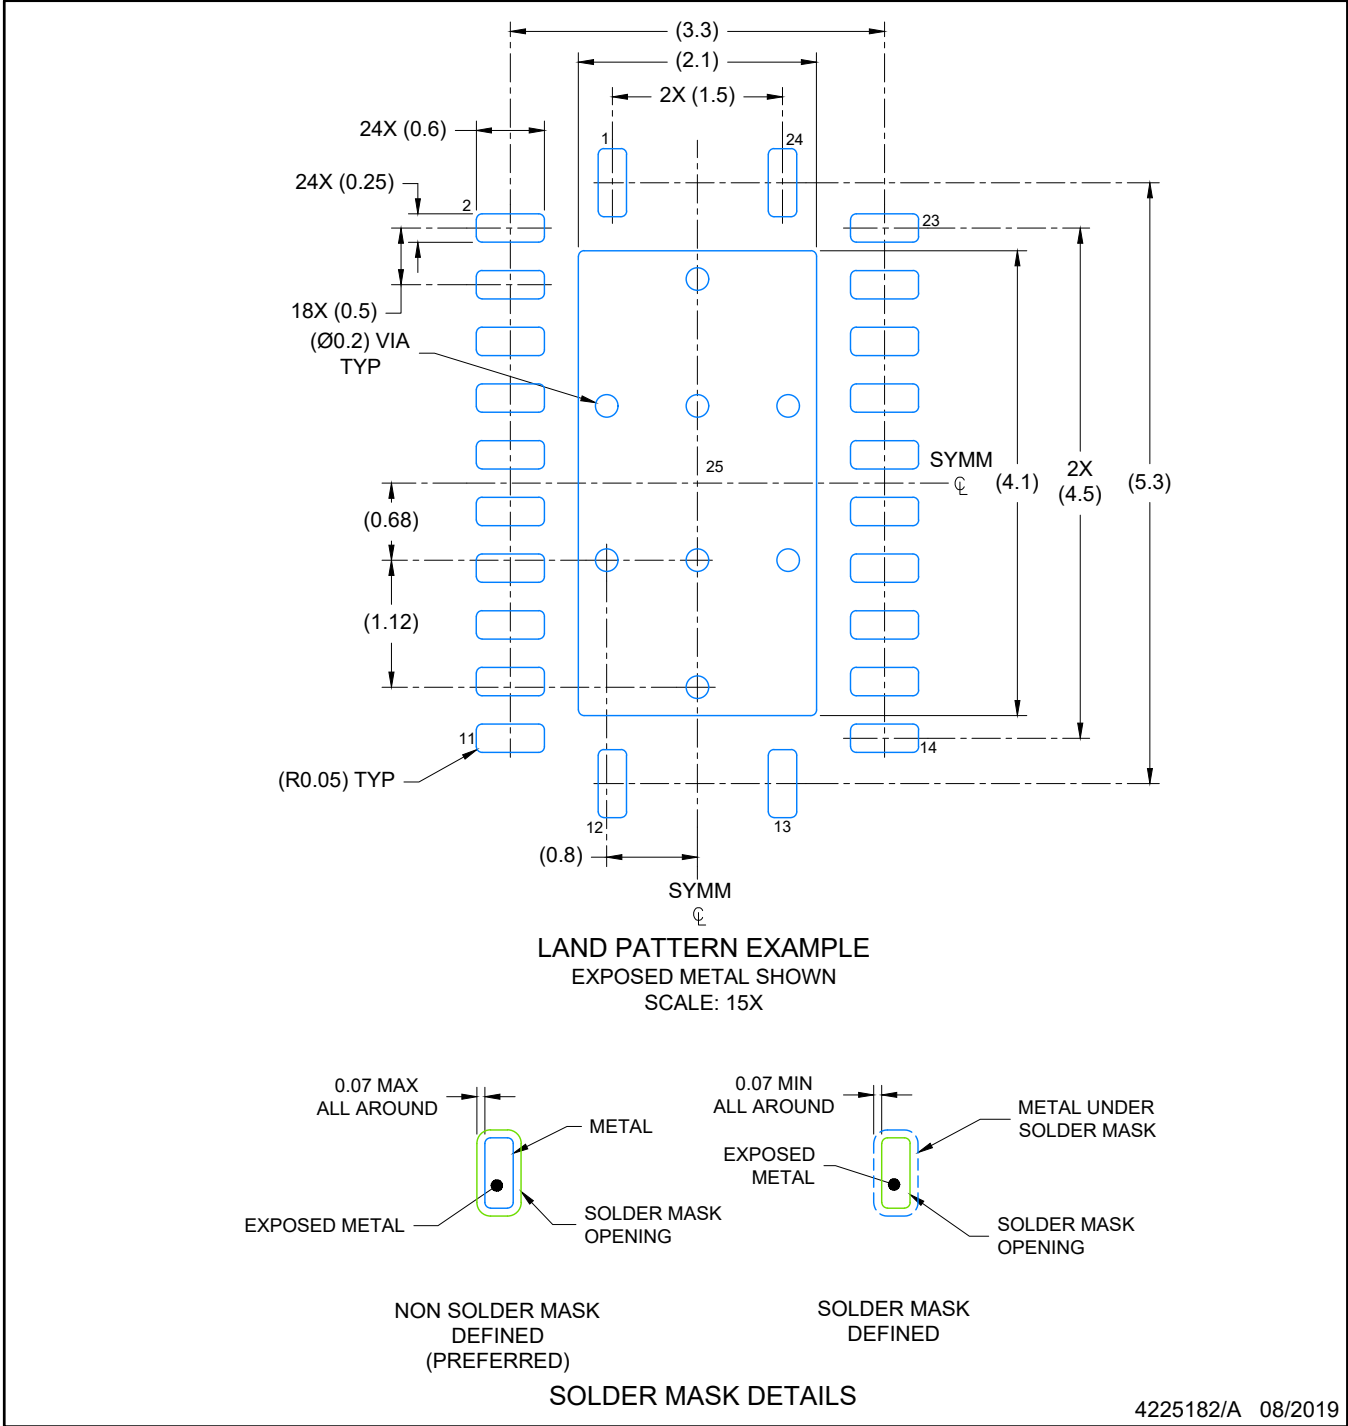 (3.3)
(2.1)
2X (1.5)
24X (0.6)
1
24
24X (0.25)
2
23
18X (0.5)
(Ø0.2) VIA
TYP
25
SYMM
℄
(4.1)
2X
(4.5)
(5.3)
(0.68)
(1.12)
11
14
(R0.05) TYP
12
13
(0.8)
SYMM
℄
LAND PATTERN EXAMPLE
EXPOSED METAL SHOWN
SCALE: 15X
0.07 MAX
ALL AROUND
METAL
EXPOSED METAL
SOLDER MASK
OPENING
NON SOLDER MASK
DEFINED
(PREFERRED)
0.07 MIN
ALL AROUND
METAL UNDER
SOLDER MASK
EXPOSED
METAL
SOLDER MASK
OPENING
SOLDER MASK
DEFINED
SOLDER MASK DETAILS
4225182/A 08/2019